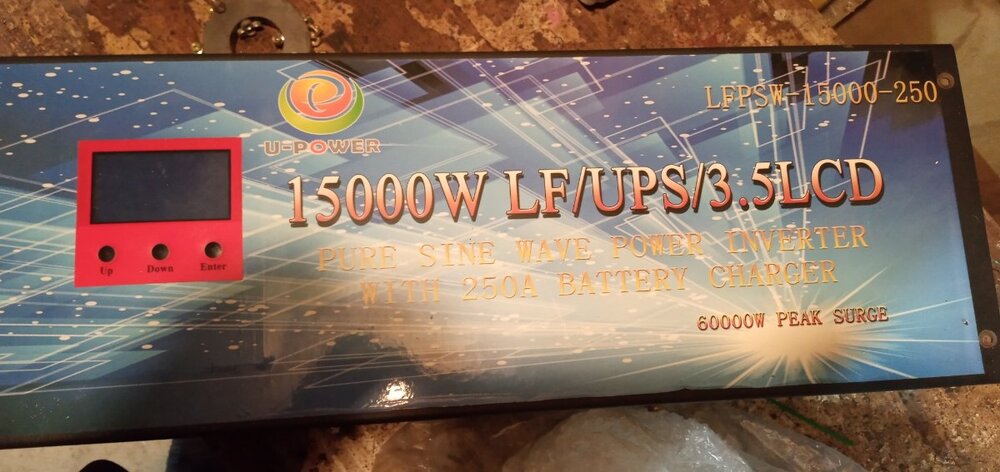 LFPSW-15000-250
U-POWER
15000W LF/UPS/3.5LCD
PURE SINE WAVE POWER INVERTER
WITH 250A BATTERY CHARGER
60000W PEAK SURGE
Up Down Enter